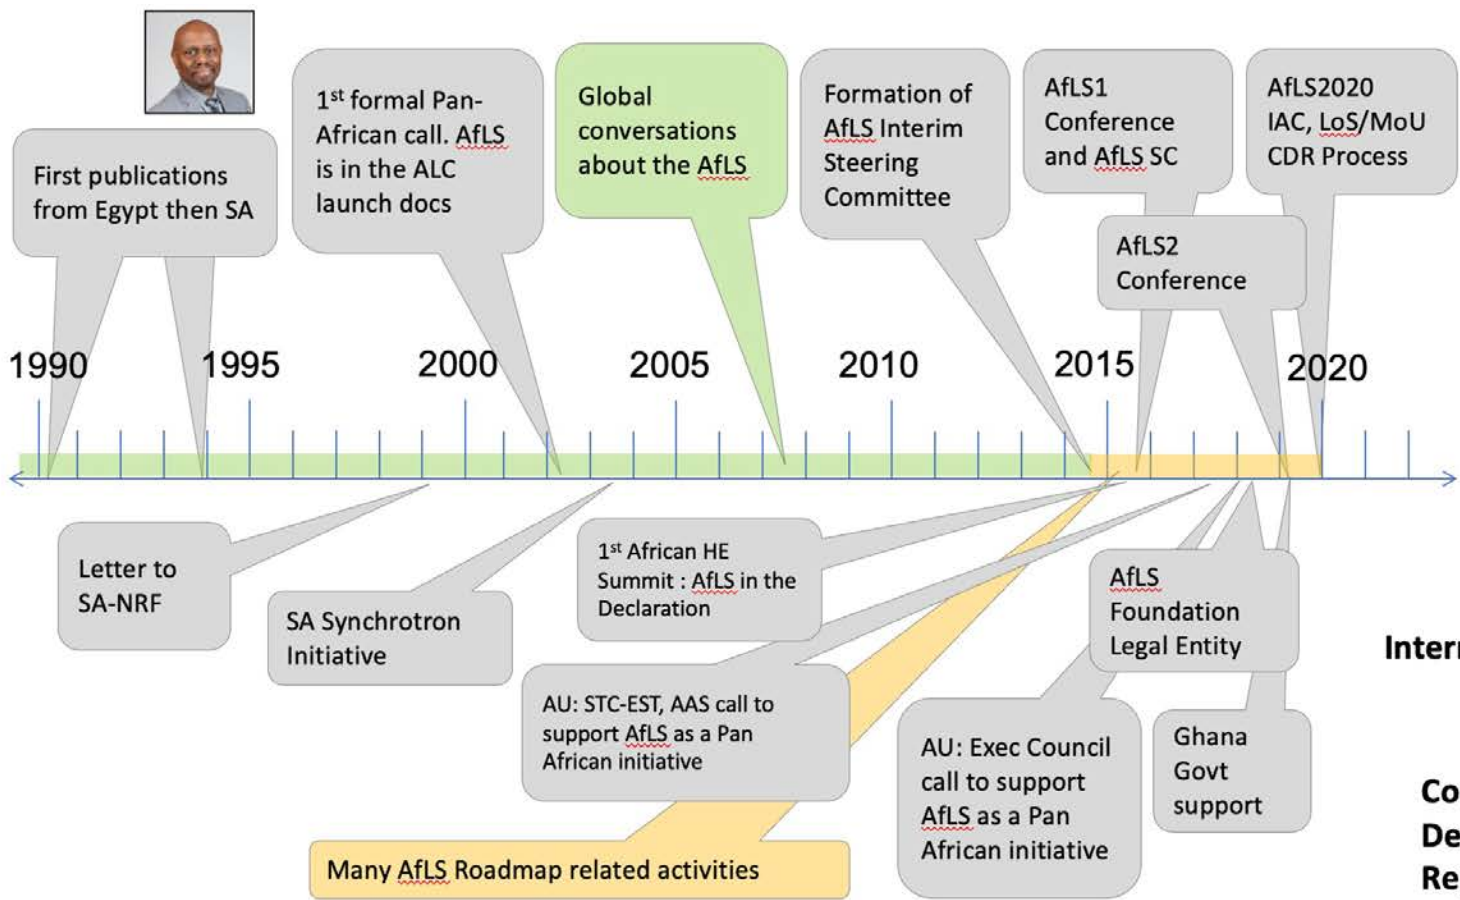 First publications
from Egypt then SA
1st formal Pan-
African call. AfLS
is in the ALC
launch docs
Global
conversations
about the AfLS
Formation of
AfLS Interim
Steering
Committee
AfLS1
Conference
and AfLS SC
AfLS2020
IAC, LoS/MoU
CDR Process
AfLS2
Conference
1990
1995
2000
2005
2010
2015
2020
Letter to
SA-NRF
SA Synchrotron
Initiative
1st African HE
Summit : AfLS in the
Declaration
AU: STC-EST, AAS call to
support AfLS as a Pan
African initiative
Many AfLS Roadmap related activities
AfLS
Foundation
Legal Entity
AU: Exec Council
call to support
AfLS as a Pan
African initiative
Ghana
Govt
support
Intern
Co
De
Re